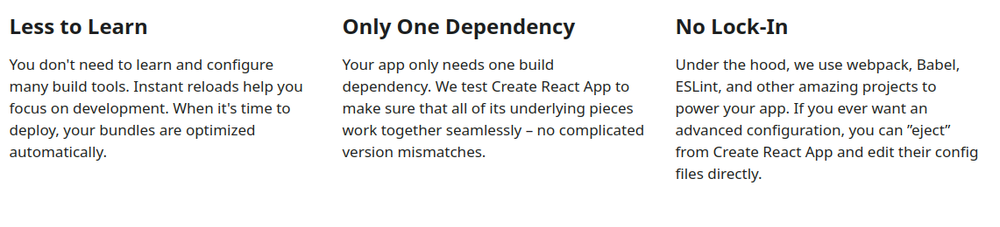 Less to Learn
You don't need to learn and configure
many build tools. Instant reloads help you
focus on development. When it's time to
deploy, your bundles are optimized
automatically.
Only One Dependency
Your app only needs one build
dependency. We test Create React App to
make sure that all of its underlying pieces
work together seamlessly – no complicated
version mismatches.
No Lock-In
Under the hood, we use webpack, Babel,
ESLint, and other amazing projects to
power your app. If you ever want an
advanced configuration, you can ”eject”
from Create React App and edit their config
files directly.